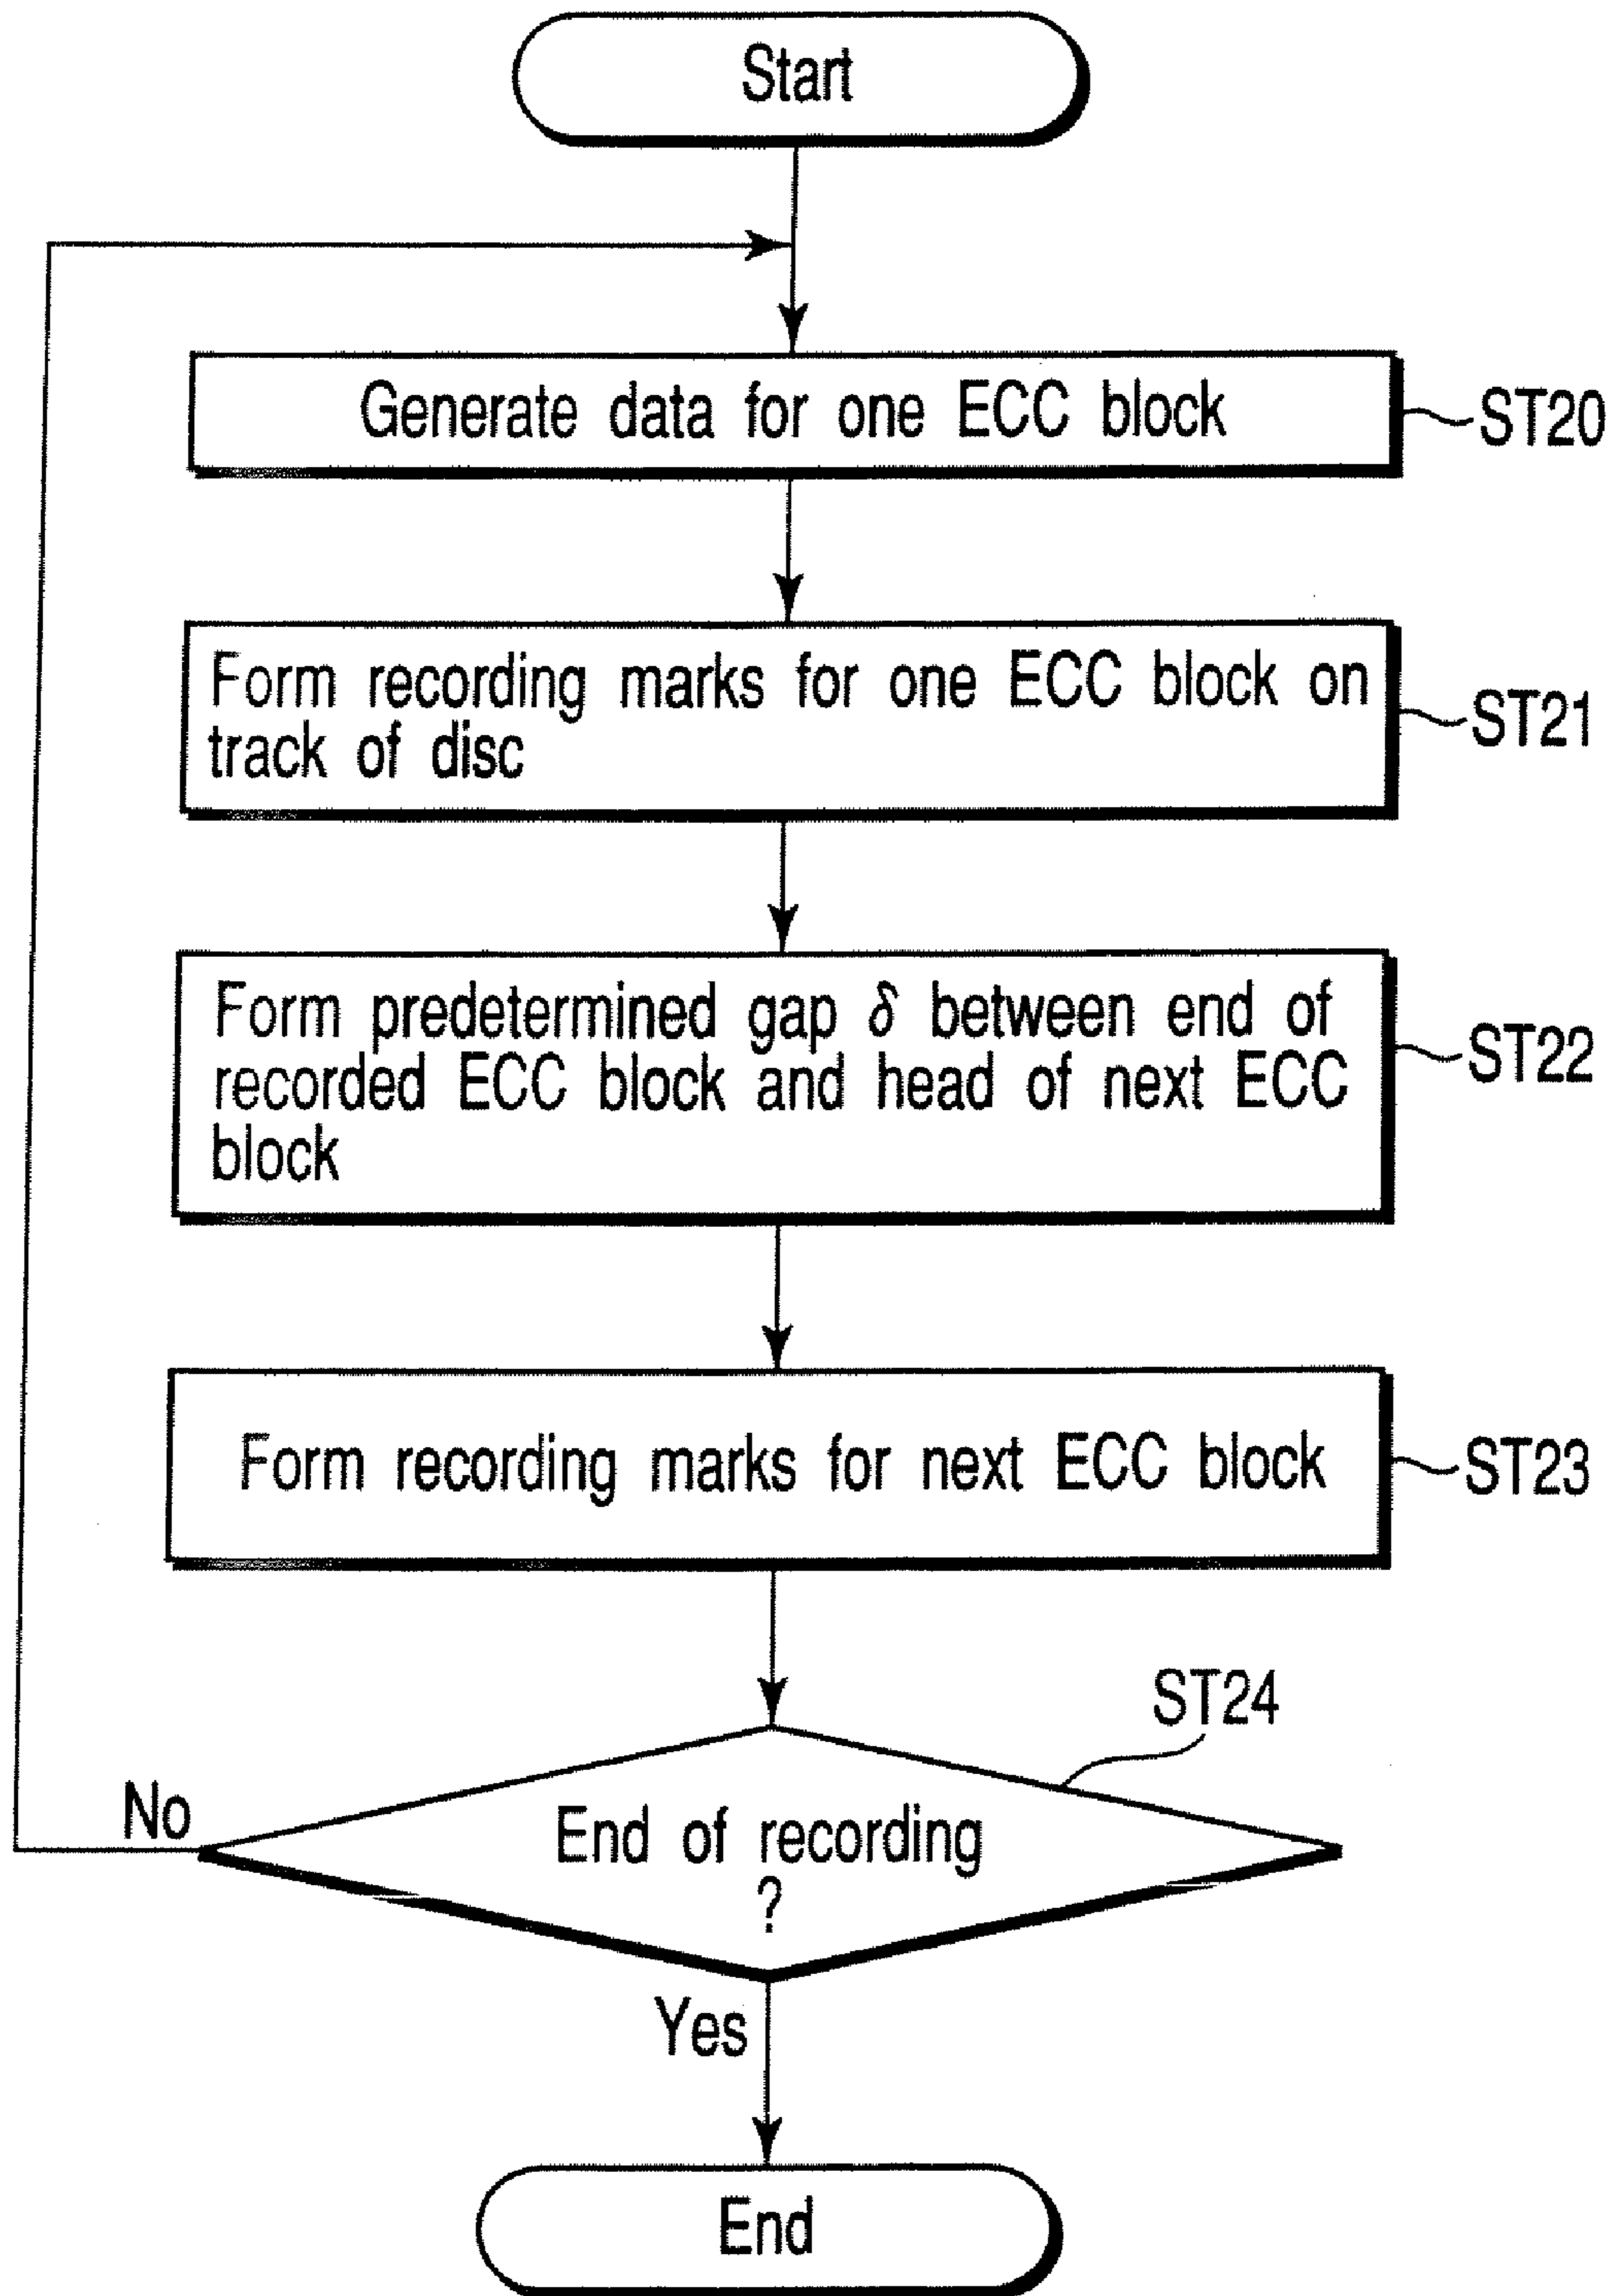 Start
Generate data for one ECC block
ST20
Form recording marks for one ECC block on
track of disc
ST21
Form predetermined gap δ between end of
recorded ECC block and head of next ECC
block
ST22
Form recording marks for next ECC block
ST23
ST24
No
End of recording
?
Yes
End